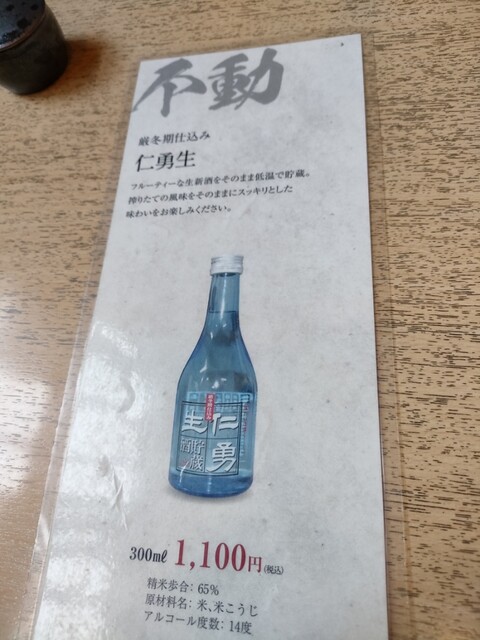 不動
厳冬期仕込み
仁勇生
フルーティーな生新酒をそのまま低温で貯蔵。
搾りたての風味をそのままにスッキリとした
味わいをお楽しみください。
生仁勇
貯蔵酒
300ml 1,100円(税込)
精米歩合: 65%
原材料名: 米、米こうじ
アルコール度数: 14度